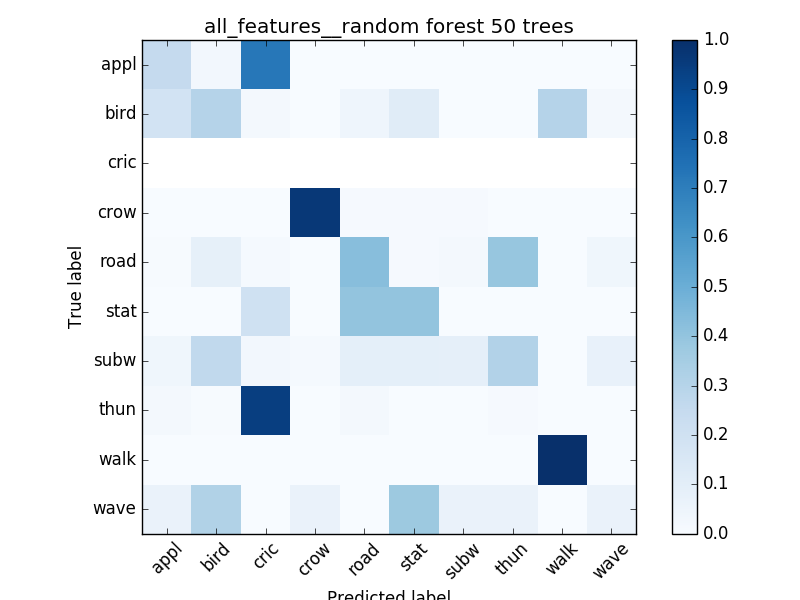 all_features__random forest 50 trees
appl
bird
cric
crow
road
stat
subw
thun
walk
wave
True label
appl bird cric crow road stat subw thun walk wave
Predicted label
1.0
0.9
0.8
0.7
0.6
0.5
0.4
0.3
0.2
0.1
0.0